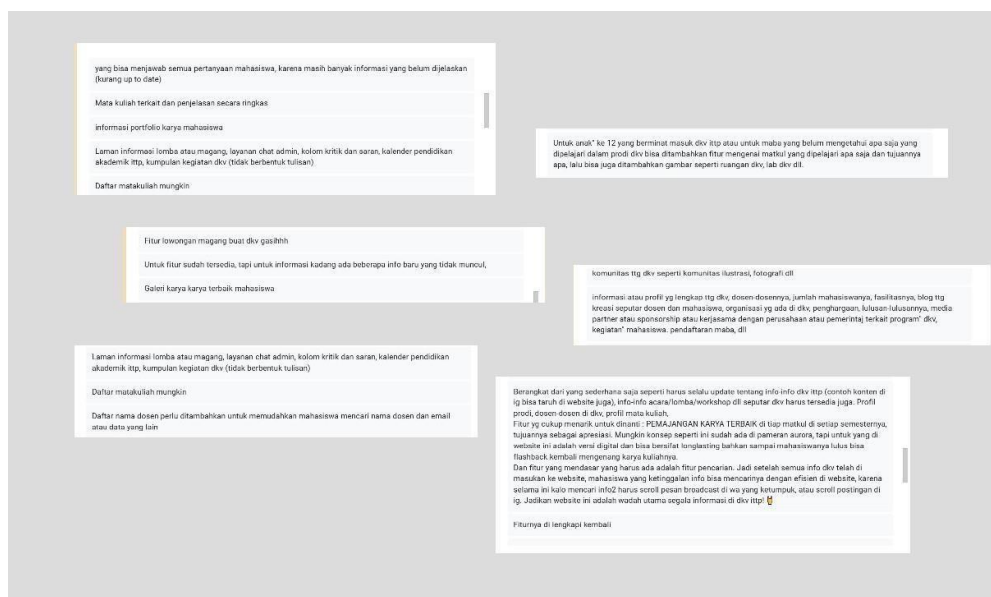 yang bisa menjawab semua pertanyaan mahasiswa, karena masih banyak informasi yang belum dijelaskan
(kurang up to date)
Mata kuliah terkait dan penjelasan secara ringkas
informasi portfolio karya mahasiswa
Laman informasi lomba atau magang, layanan chat admin, kolom kritik dan saran, kalender pendidikan
akademik ittp, kumpulan kegiatan dkv (tidak berbentuk tulisan)
Daftar matakuliah mungkin
Untuk anak" ke 12 yang berminat masuk dkv ittp atau untuk maba yang belum mengetahui apa saja yang
dipelajari dalam prodi dkv bisa ditambahkan fitur mengenai matkul yang dipelajari apa saja dan tujuannya
apa, lalu bisa juga ditambahkan gambar seperti ruangan dkv, lab dkv dll.
Fitur lowongan magang buat dkv gasihhh
Untuk fitur sudah tersedia, tapi untuk informasi kadang ada beberapa info baru yang tidak muncul,
Galeri karya karya terbaik mahasiswa
komunitas ttg dkv seperti komunitas ilustrasi, fotografi dll
informasi atau profil yg lengkap ttg dkv, dosen-dosennya, jumlah mahasiswanya, fasilitasnya, blog ttg
kreasi seputar dosen dan mahasiswa, organisasi yg ada di dkv, penghargaan, lulusan-lulusannya, media
partner atau sponsorship atau kerjasama dengan perusahaan atau pemerintaj terkait program" dkv,
kegiatan" mahasiswa. pendaftaran maba, dll
Laman informasi lomba atau magang, layanan chat admin, kolom kritik dan saran, kalender pendidikan
akademik ittp, kumpulan kegiatan dkv (tidak berbentuk tulisan)
Daftar matakuliah mungkin
Daftar nama dosen perlu ditambahkan untuk memudahkan mahasiswa mencari nama dosen dan email
atau data yang lain
Berangkat dari yang sederhana saja seperti harus selalu update tentang info-info dkv ittp (contoh konten di
ig bisa taruh di website juga), info-info acara/lomba/workshop dll seputar dkv harus tersedia juga. Profil
prodi, dosen-dosen di dkv, profil mata kuliah,
Fitur yg cukup menarik untuk dinanti : PEMAJANGAN KARYA TERBAIK di tiap matkul di setiap semesternya,
tujuannya sebagai apresiasi. Mungkin konsep seperti ini sudah ada di pameran aurora, tapi untuk yang di
website ini adalah versi digital dan bisa bersifat longlasting bahkan sampai mahasiswanya lulus bisa
flashback kembali mengenang karya kuliahnya.
Dan fitur yang mendasar yang harus ada adalah fitur pencarian. Jadi setelah semua info dkv telah di
masukan ke website, mahasiswa yang ketinggalan info bisa mencarinya dengan efisien di website, karena
selama ini kalo mencari info2 harus scroll pesan broadcast di wa yang ketumpuk, atau scroll postingan di
ig. Jadikan website ini adalah wadah utama segala informasi di dkv ittp!
Fiturnya di lengkapi kembali